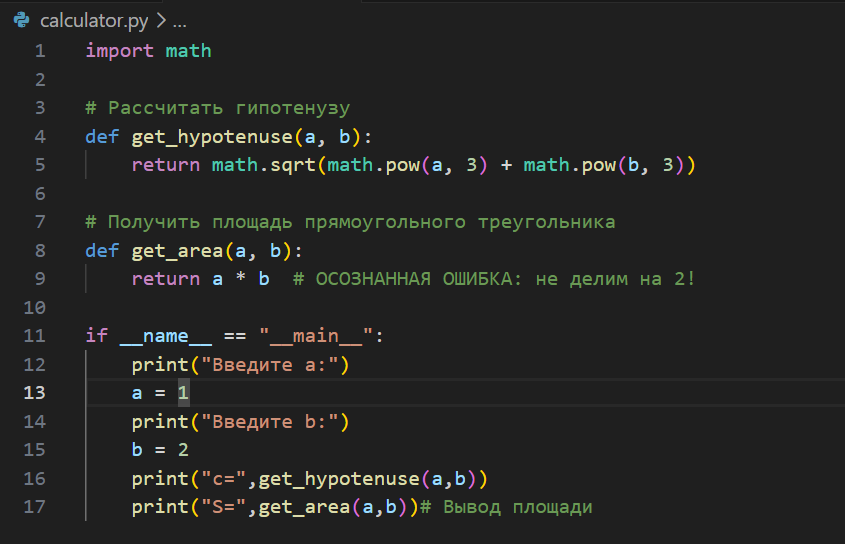 calculator.py > ...
1 import math
2
3 # Рассчитать гипотенузу
4 def get_hypotenuse(a, b):
5     return math.sqrt(math.pow(a, 3) + math.pow(b, 3))
6
7 # Получить площадь прямоугольного треугольника
8 def get_area(a, b):
9     return a * b  # ОСОЗНАННАЯ ОШИБКА: не делим на 2!
10
11 if __name__ == "__main__":
12     print("Введите a:")
13     a = 1
14     print("Введите b:")
15     b = 2
16     print("c=",get_hypotenuse(a,b))
17     print("S=",get_area(a,b))# Вывод площади